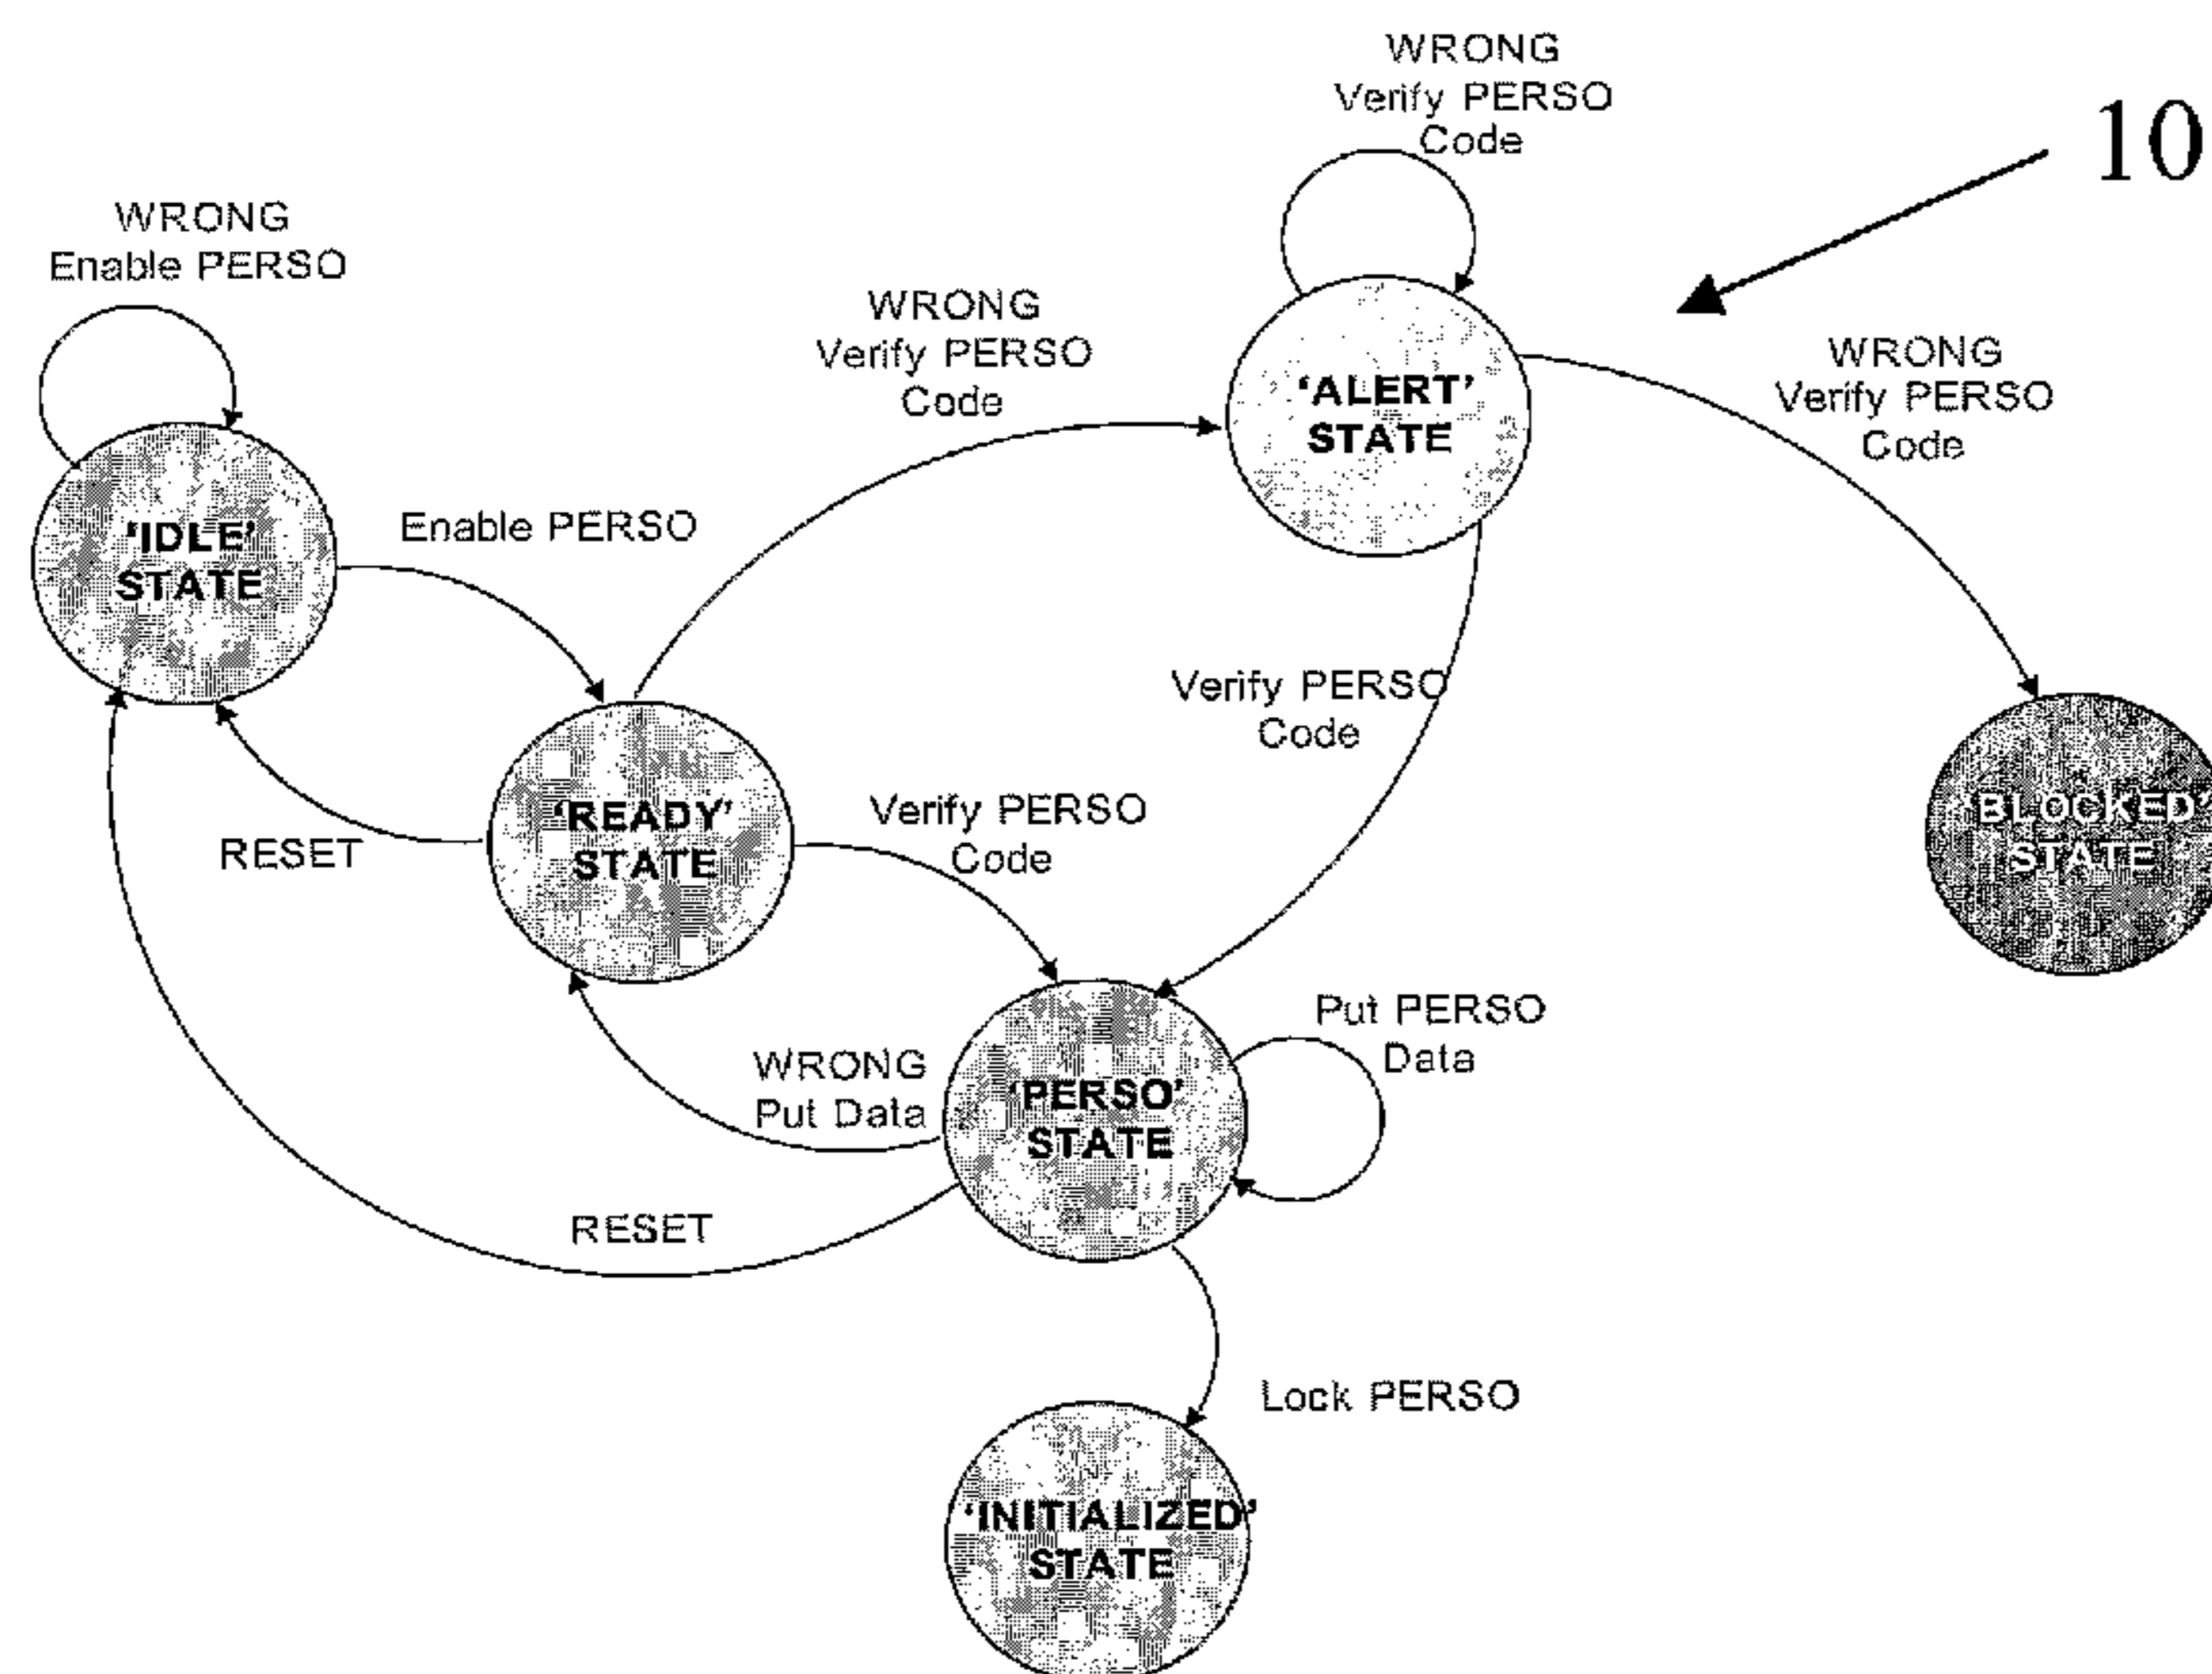 WRONG
Verify PERSO
Code
10
WRONG
Enable PERSO
WRONG
Verify PERSO
Code
WRONG
Verify PERSO
Code
'ALERT'
STATE
Enable PERSO
'IDLE'
STATE
Verify PERSO
Code
RESET
'READY'
STATE
Verify PERSO
Code
'BLOCKED'
STATE
WRONG
Put Data
'PERSO'
STATE
Put PERSO
Data
RESET
Lock PERSO
'INITIALIZED'
STATE